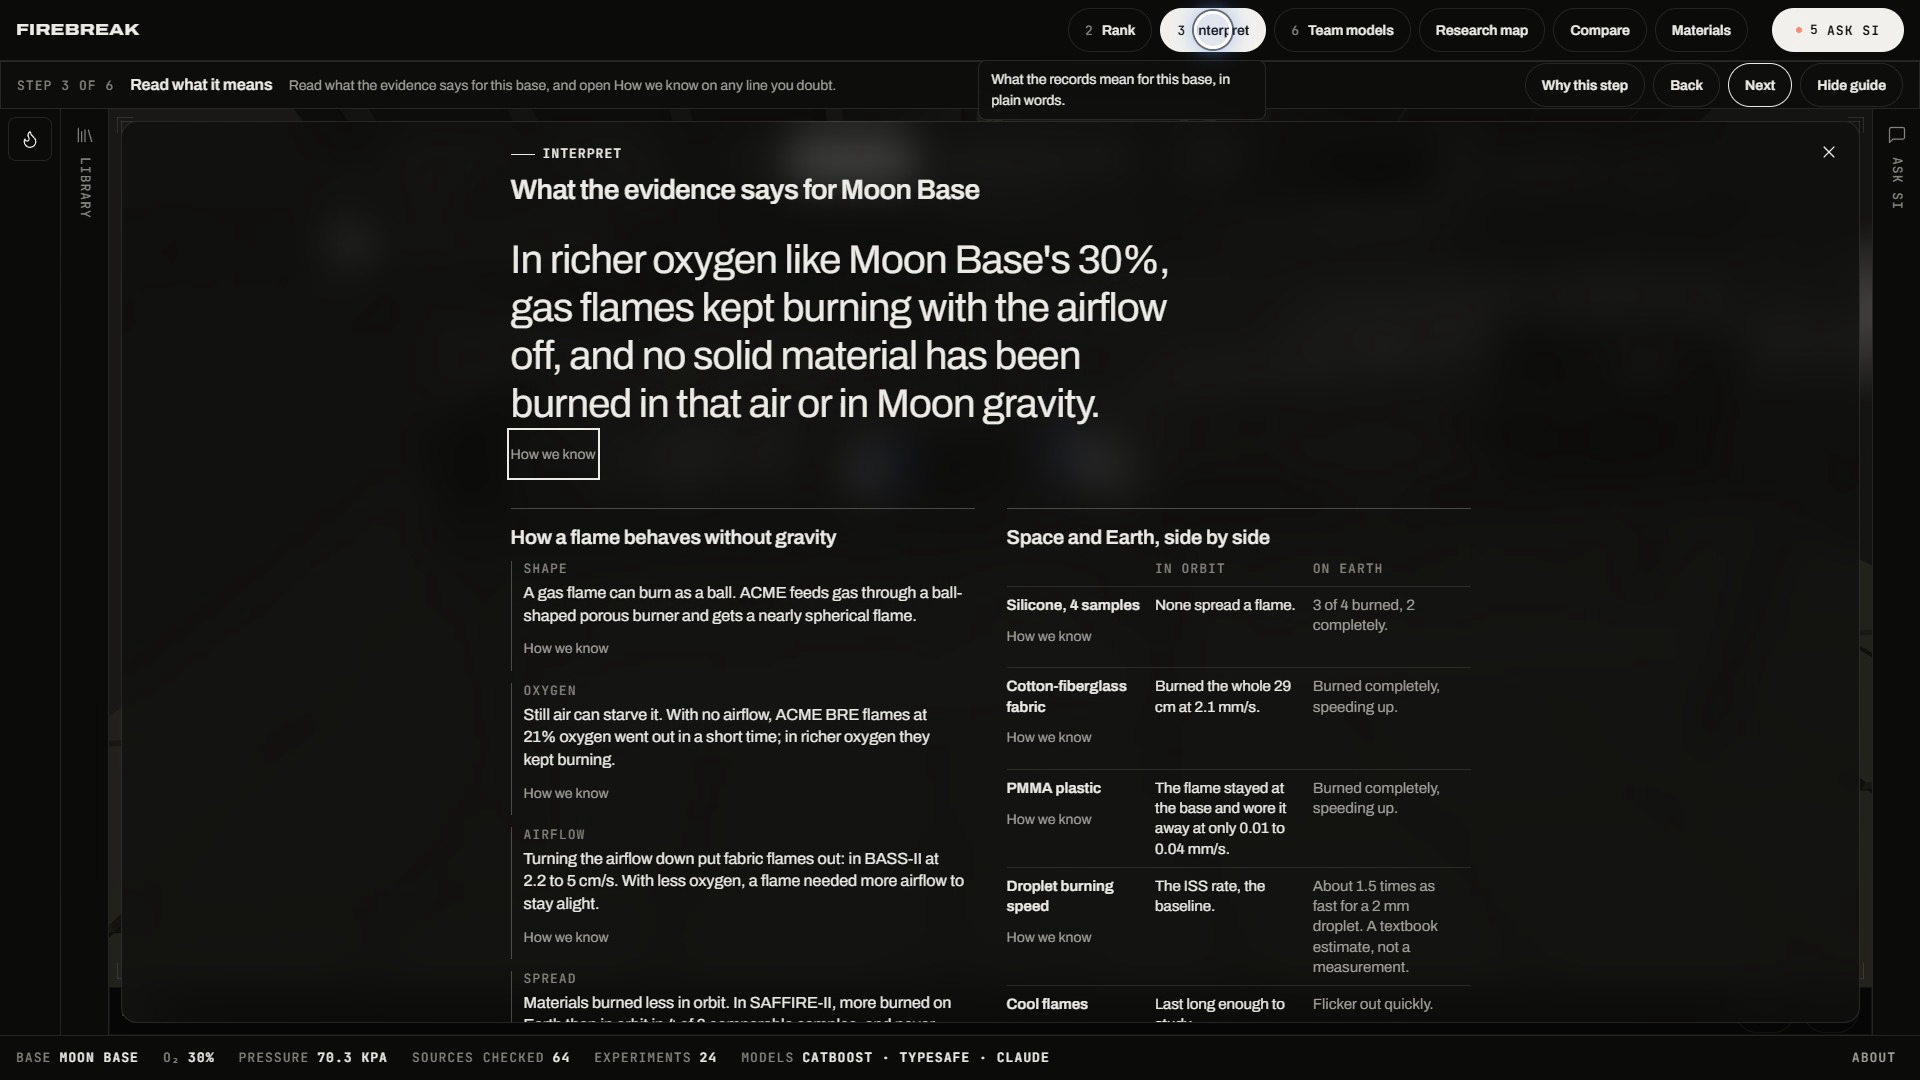 FIREBREAK
2 Rank
3 Interpret
6 Team models
Research map
Compare
Materials
5 ASK SI
STEP 3 OF 6
Read what it means
Read what the evidence says for this base, and open How we know on any line you doubt.
What the records mean for this base, in
plain words.
Why this step
Back
Next
Hide guide
LIBRARY
ASK SI
INTERPRET
What the evidence says for Moon Base
In richer oxygen like Moon Base's 30%,
gas flames kept burning with the airflow
off, and no solid material has been
burned in that air or in Moon gravity.
How we know
How a flame behaves without gravity
SHAPE
A gas flame can burn as a ball. ACME feeds gas through a ball-
shaped porous burner and gets a nearly spherical flame.
How we know
OXYGEN
Still air can starve it. With no airflow, ACME BRE flames at
21% oxygen went out in a short time; in richer oxygen they
kept burning.
How we know
AIRFLOW
Turning the airflow down put fabric flames out: in BASS-II at
2.2 to 5 cm/s. With less oxygen, a flame needed more airflow to
stay alight.
How we know
SPREAD
Materials burned less in orbit. In SAFFIRE-II, more burned on
Space and Earth, side by side
IN ORBIT
ON EARTH
Silicone, 4 samples
How we know
None spread a flame.
3 of 4 burned, 2
completely.
Cotton-fiberglass
fabric
How we know
Burned the whole 29
cm at 2.1 mm/s.
Burned completely,
speeding up.
PMMA plastic
How we know
The flame stayed at
the base and wore it
away at only 0.01 to
0.04 mm/s.
Burned completely,
speeding up.
Droplet burning
speed
How we know
The ISS rate, the
baseline.
About 1.5 times as
fast for a 2 mm
droplet. A textbook
estimate, not a
measurement.
Cool flames
Last long enough to
Flicker out quickly.
BASE MOON BASE
O₂ 30%
PRESSURE 70.3 KPA
SOURCES CHECKED 64
EXPERIMENTS 24
MODELS CATBOOST · TYPESAFE · CLAUDE
ABOUT